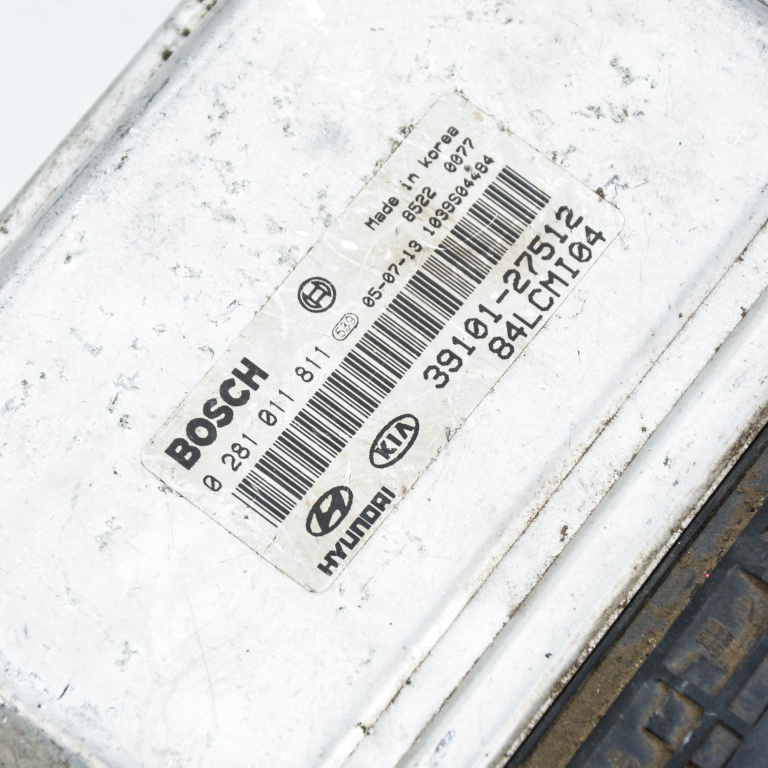 Made in Korea
8522 0077
BOSCH
0 281 011 811 539 05-07-13 1039S04484
39101-27512
84LCMI04
HYUNDAI
KIA